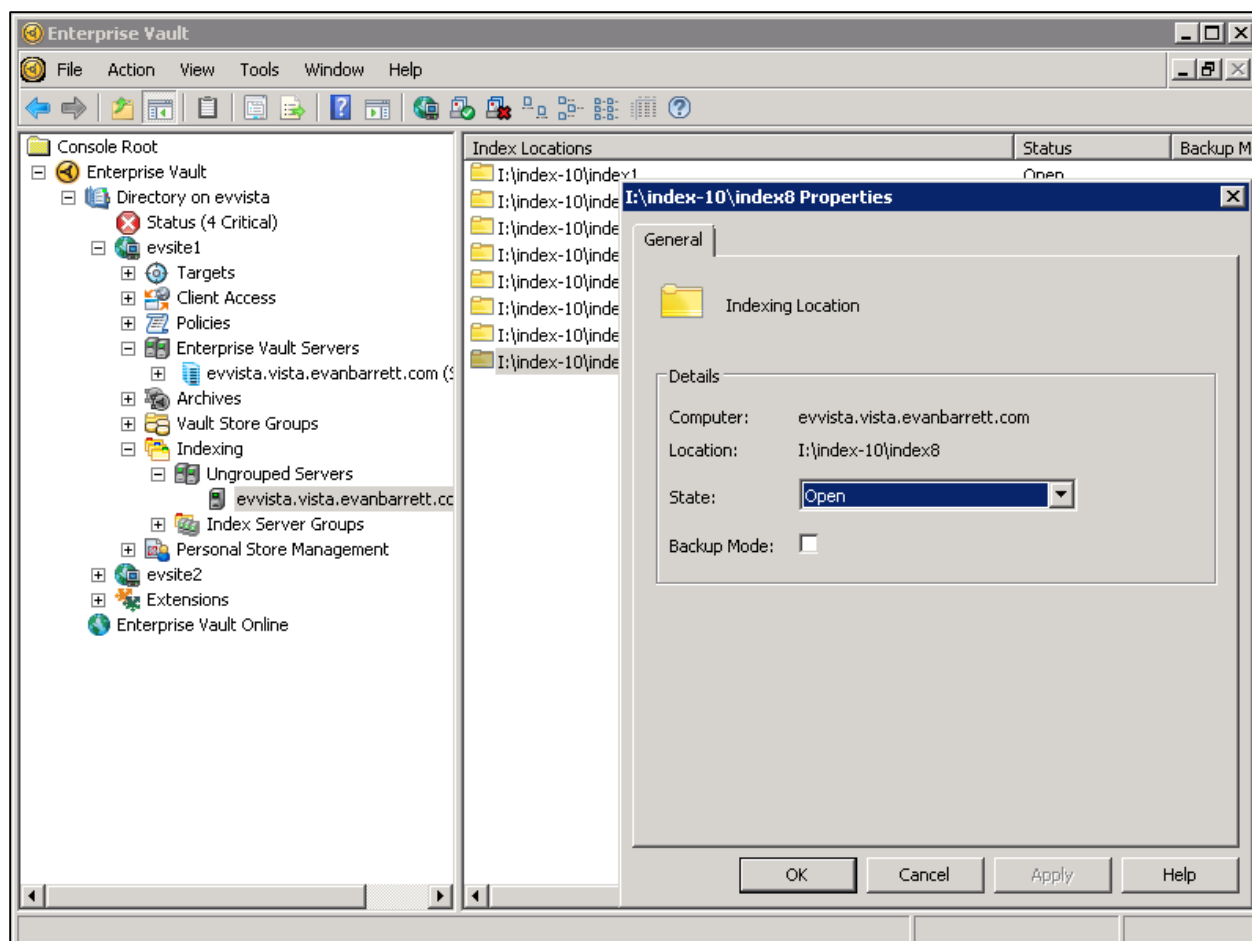 Enterprise Vault
File Action View Tools Window Help
Console Root
Enterprise Vault
Directory on evvista
Status (4 Critical)
evsite1
Targets
Client Access
Policies
Enterprise Vault Servers
evvista.vista.evanbarrett.com (S
Archives
Vault Store Groups
Indexing
Ungrouped Servers
evvista.vista.evanbarrett.cc
Index Server Groups
Personal Store Management
evsite2
Extensions
Enterprise Vault Online
Index Locations Status Backup M
I:\index-10\index1 Open
I:\index-10\inde
I:\index-10\inde
I:\index-10\inde
I:\index-10\inde
I:\index-10\inde
I:\index-10\inde
I:\index-10\inde
I:\index-10\index8 Properties
General
Indexing Location
Details
Computer: evvista.vista.evanbarrett.com
Location: I:\index-10\index8
State: Open
Backup Mode:
OK Cancel Apply Help